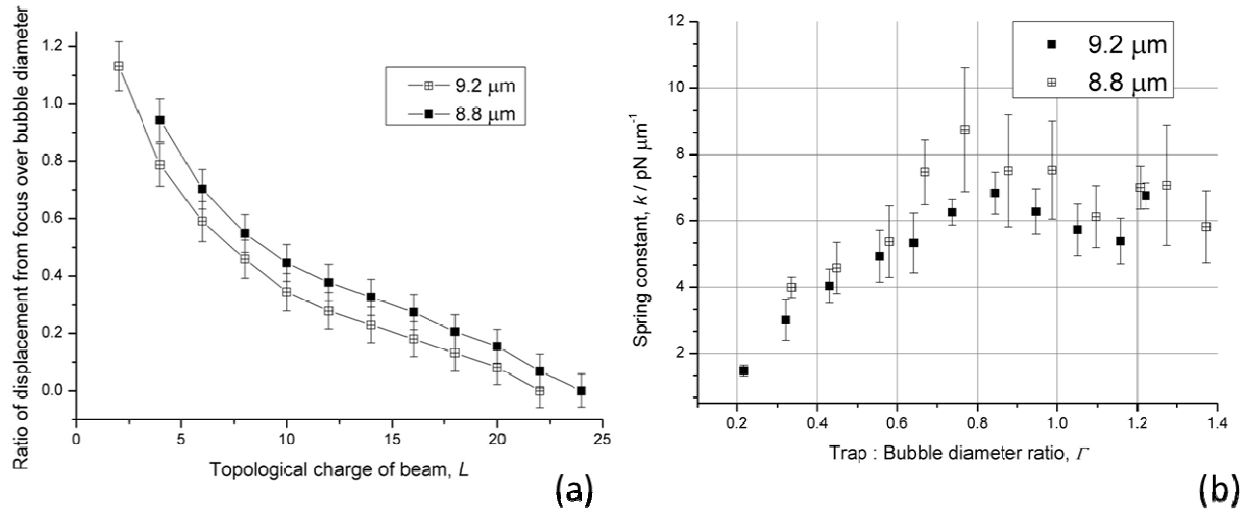 Ratio of displacement from focus over bubble diameter
1.2
1.0
0.8
0.6
0.4
0.2
0.0
9.2 μm
8.8 μm
0 5 10 15 20 25
Topological charge of beam, L
(a)
Spring constant, k / pN μm⁻¹
12
10
8
6
4
2
9.2 μm
8.8 μm
0.2 0.4 0.6 0.8 1.0 1.2 1.4
Trap : Bubble diameter ratio, Γ
(b)